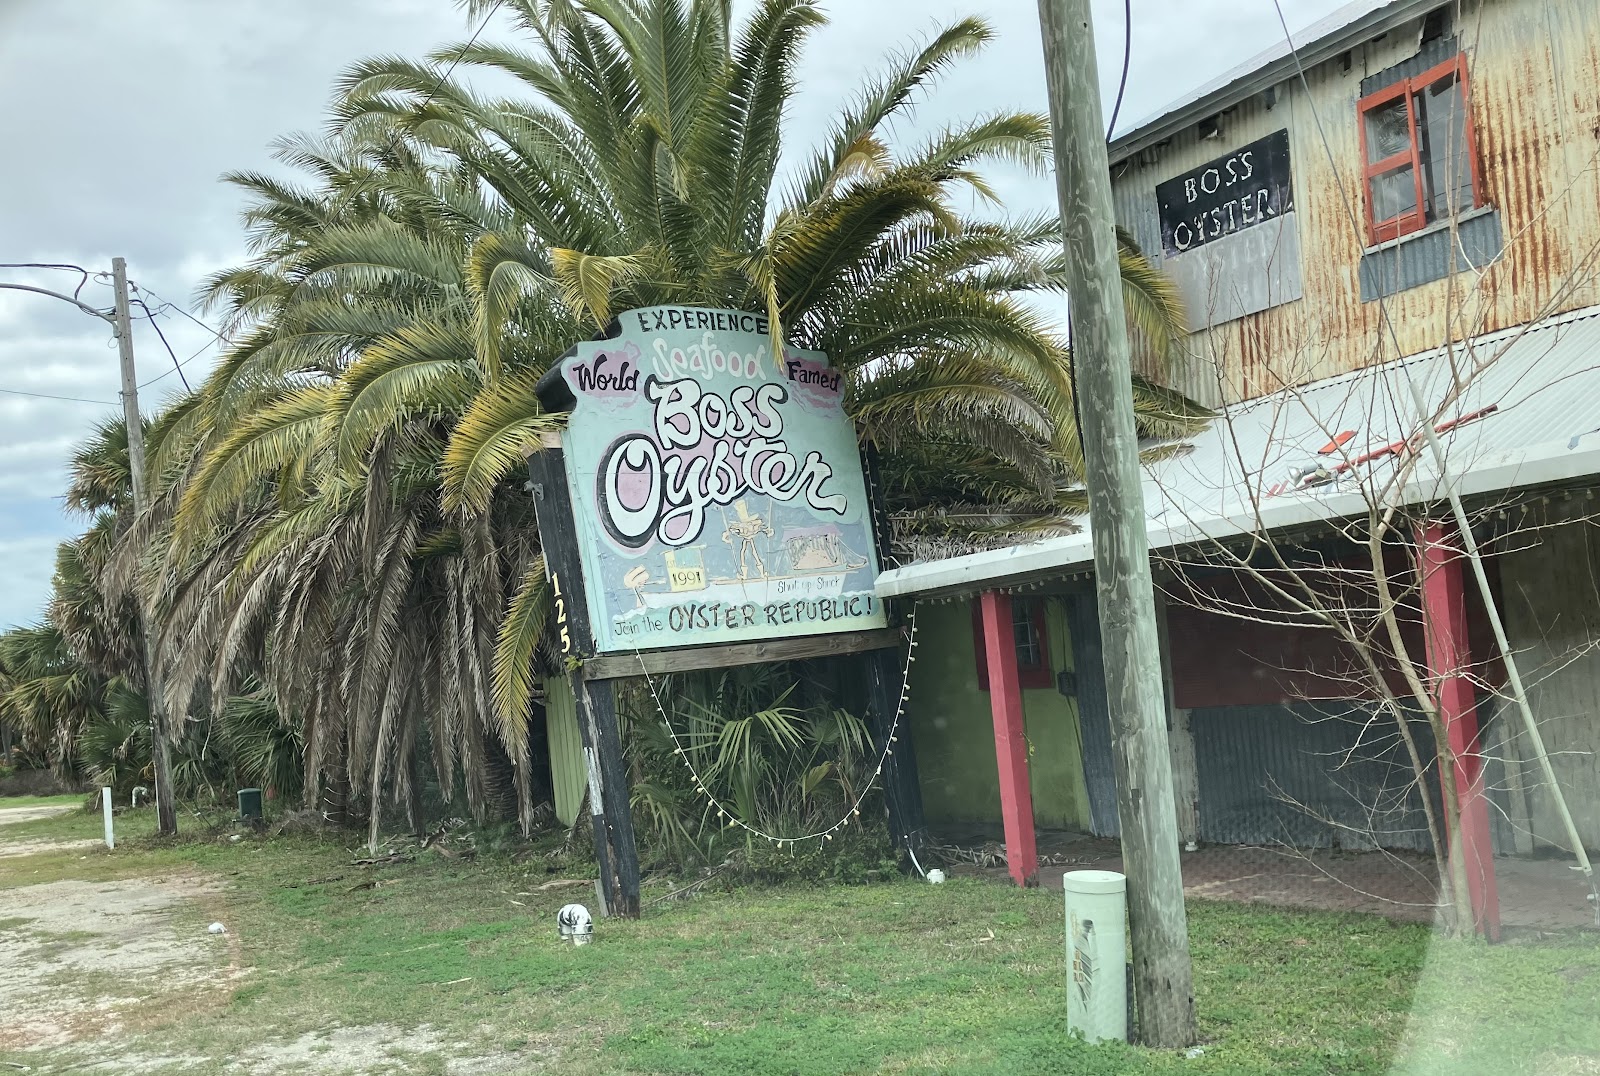 EXPERIENCE
Seafood
World Famed
Boss
Oyster
1991
Shut up Shuck
Join the OYSTER REPUBLIC!
125
BOSS
OYSTER